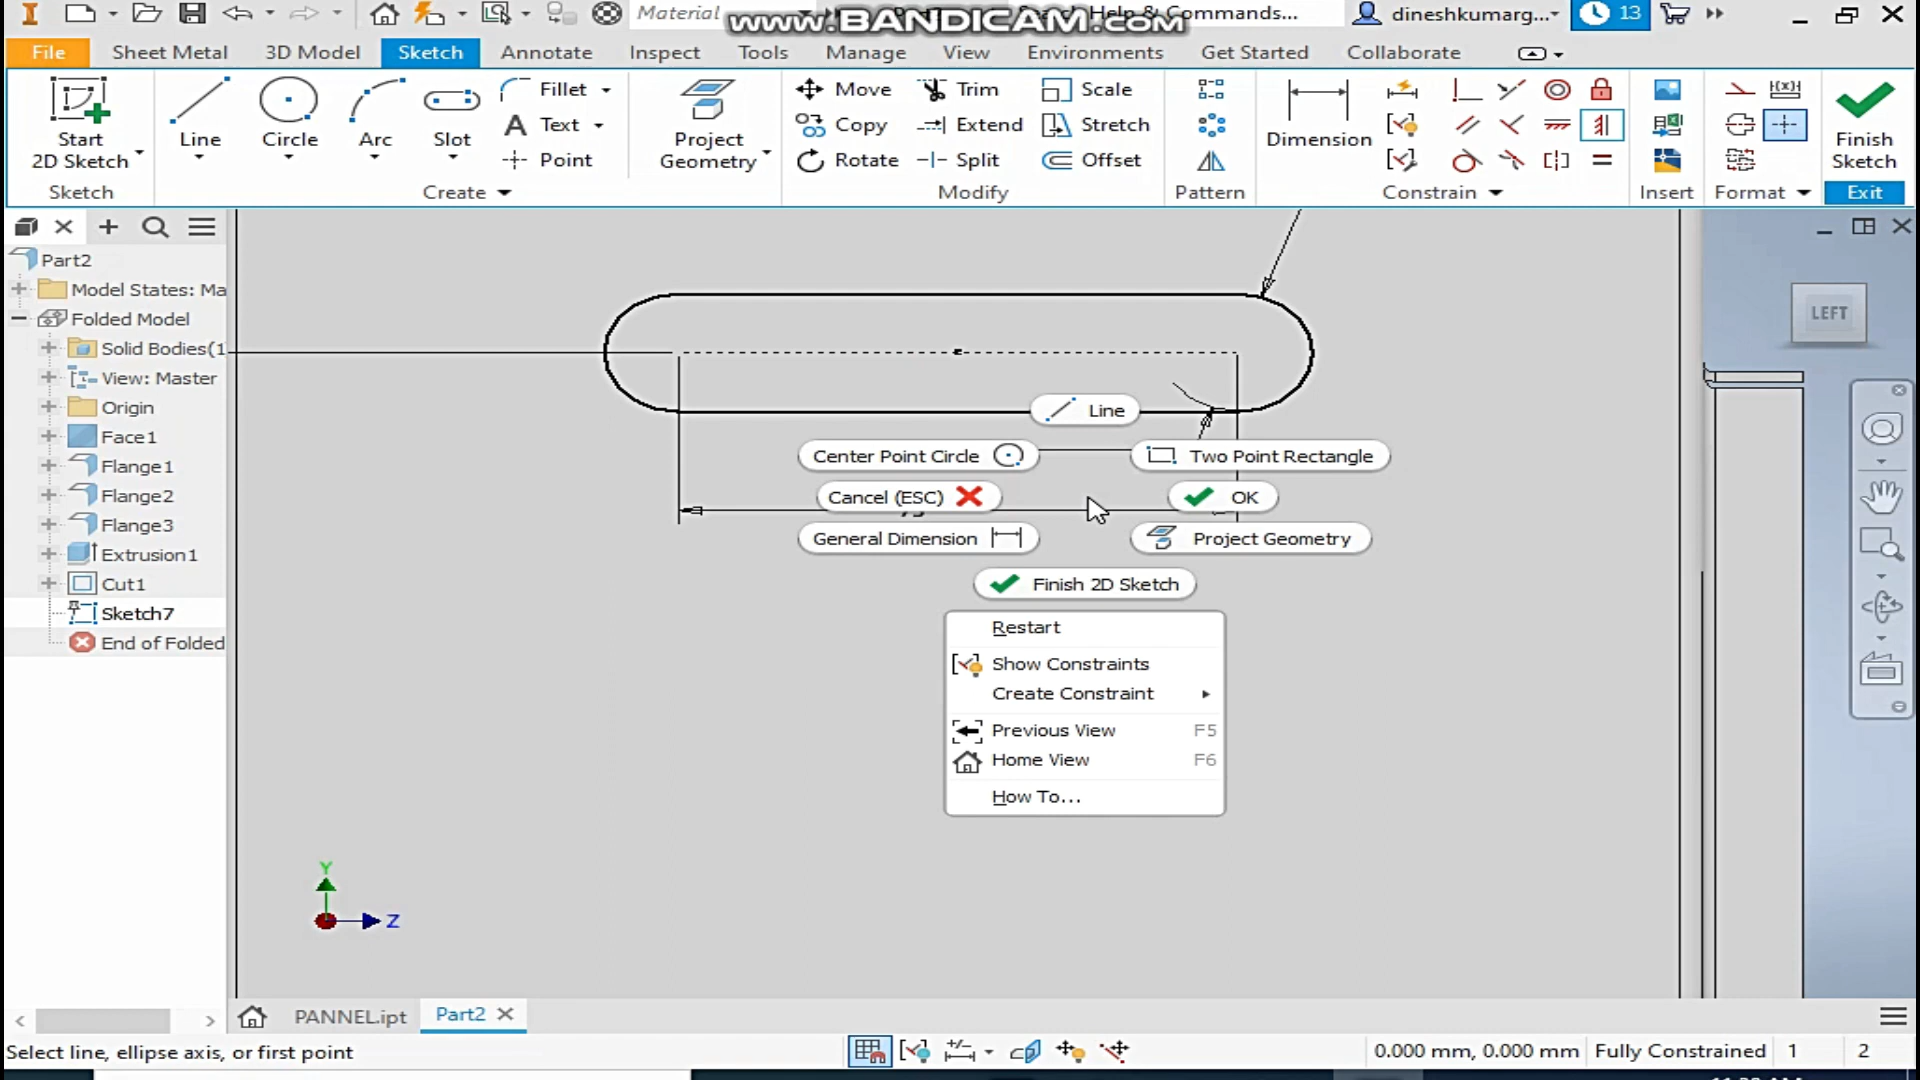 Material
www.BANDICAM.com
Search Help & Commands...
dineshkumarg...
13
File
Sheet Metal
3D Model
Sketch
Annotate
Inspect
Tools
Manage
View
Environments
Get Started
Collaborate
Start
2D Sketch
Line
Circle
Arc
Slot
Fillet
Text
Point
Project
Geometry
Move
Copy
Rotate
Trim
Extend
Split
Scale
Stretch
Offset
Dimension
Finish
Sketch
Sketch
Create
Modify
Pattern
Constrain
Insert
Format
Exit
Part2
Model States: Ma
Folded Model
Solid Bodies(1
View: Master
Origin
Face1
Flange1
Flange2
Flange3
Extrusion1
Cut1
Sketch7
End of Folded
LEFT
Line
Center Point Circle
Two Point Rectangle
Cancel (ESC)
OK
General Dimension
Project Geometry
Finish 2D Sketch
Restart
Show Constraints
Create Constraint
Previous View F5
Home View F6
How To...
Y
Z
PANNEL.ipt
Part2
Select line, ellipse axis, or first point
0.000 mm, 0.000 mm
Fully Constrained
1
2